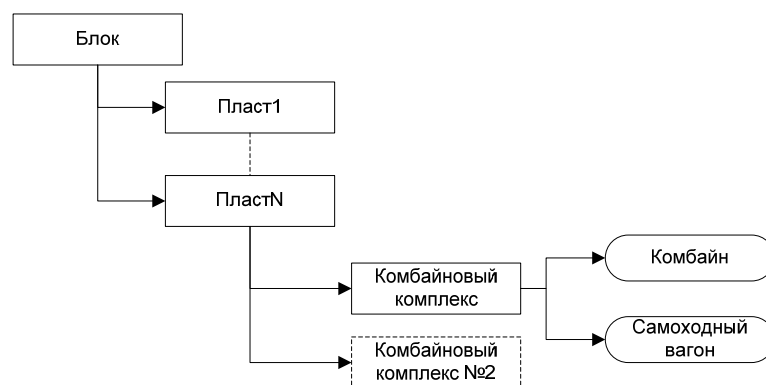 Блок
Пласт1
ПластN
Комбайновый
комплекс
Комбайн
Самоходный
вагон
Комбайновый
комплекс №2